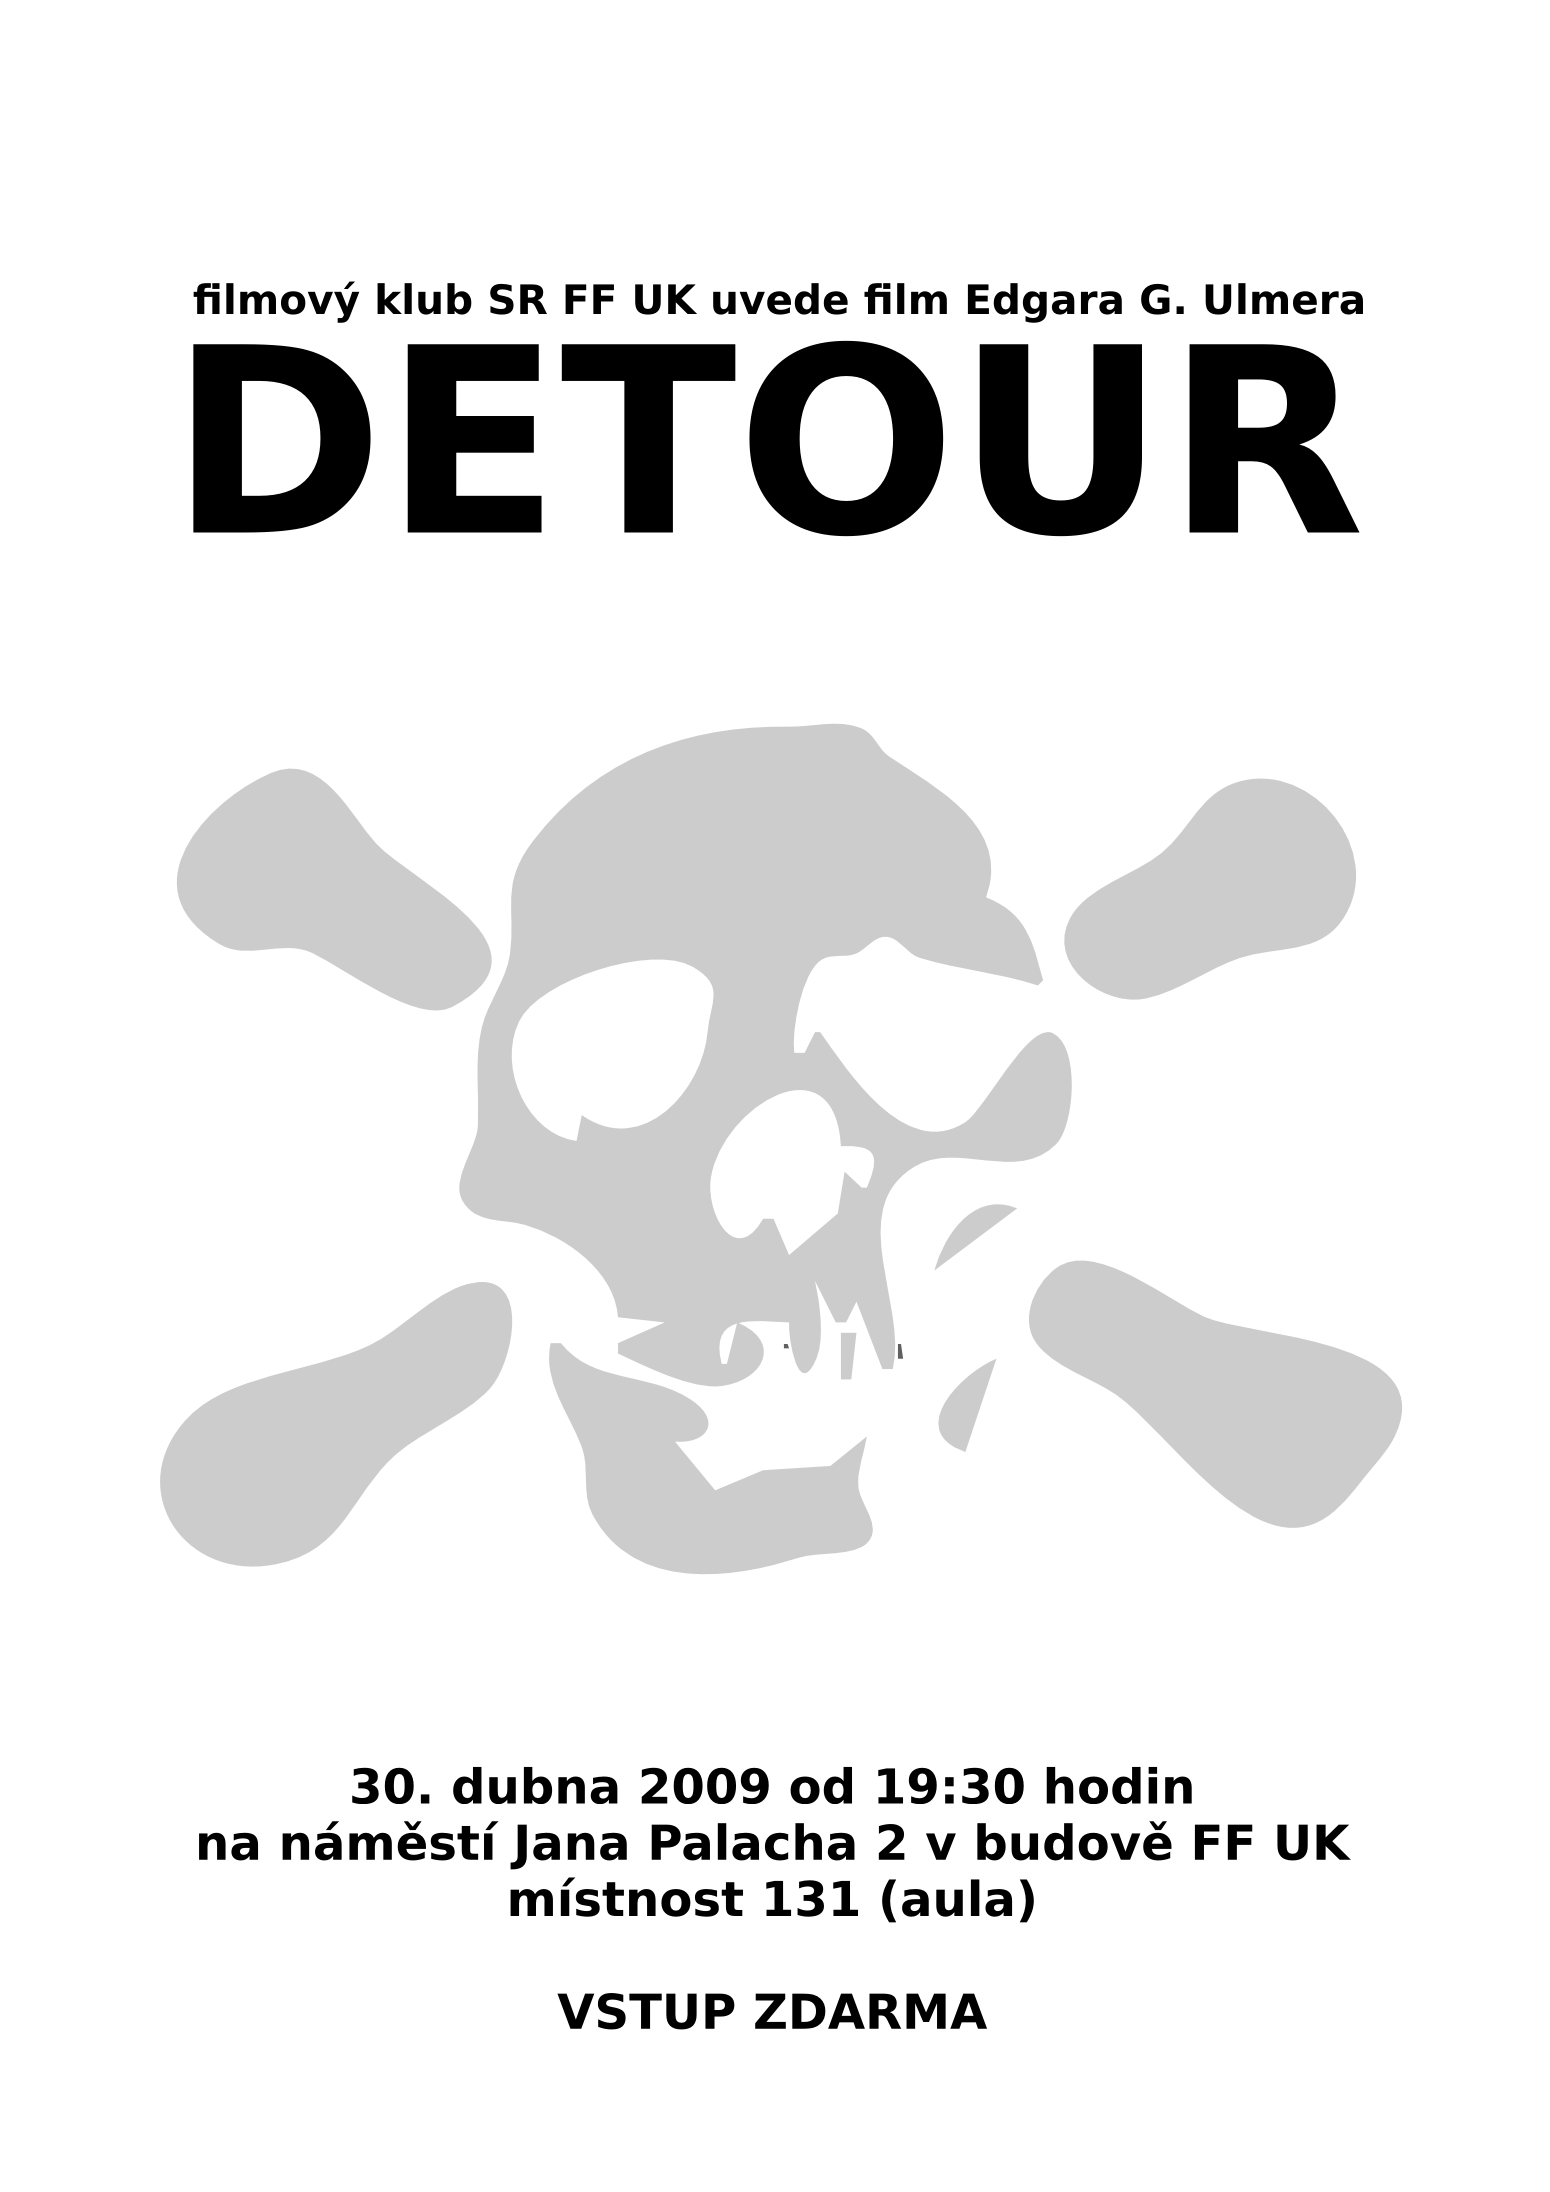 filmový klub SR FF UK uvede film Edgara G. Ulmera
DETOUR
30. dubna 2009 od 19:30 hodin
na náměstí Jana Palacha 2 v budově FF UK
místnost 131 (aula)
VSTUP ZDARMA